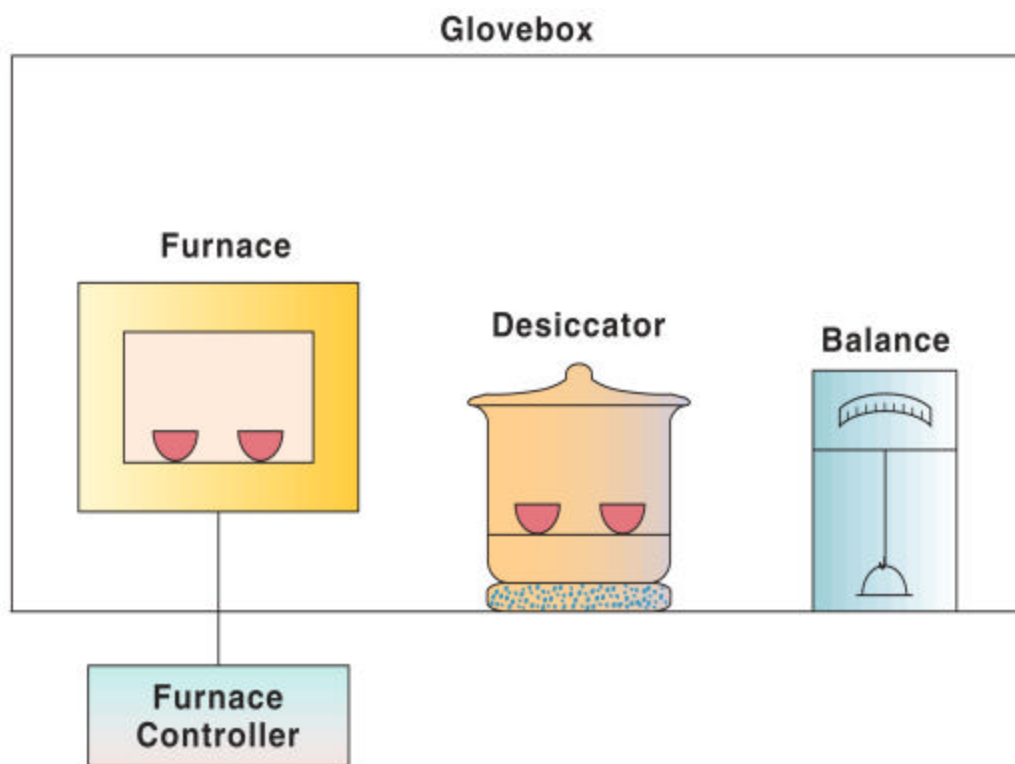 Glovebox
Furnace
Desiccator
Balance
Furnace
Controller